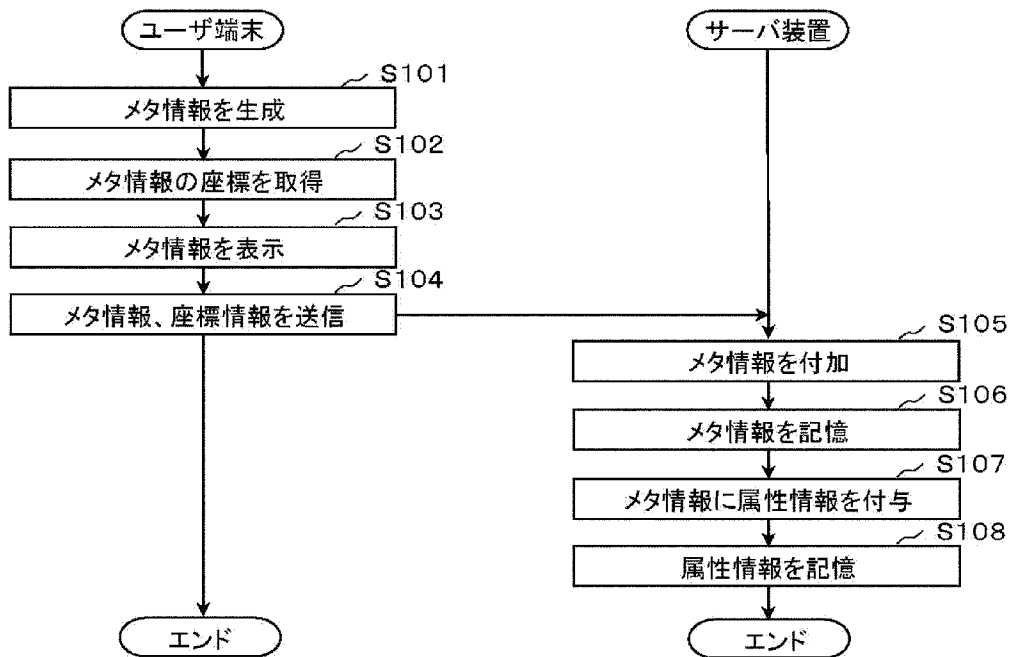 ユーザ端末
サーバ装置
S101
メタ情報を生成
S102
メタ情報の座標を取得
S103
メタ情報を表示
S104
メタ情報、座標情報を送信
S105
メタ情報を付加
S106
メタ情報を記憶
S107
メタ情報に属性情報を付与
S108
属性情報を記憶
エンド
エンド